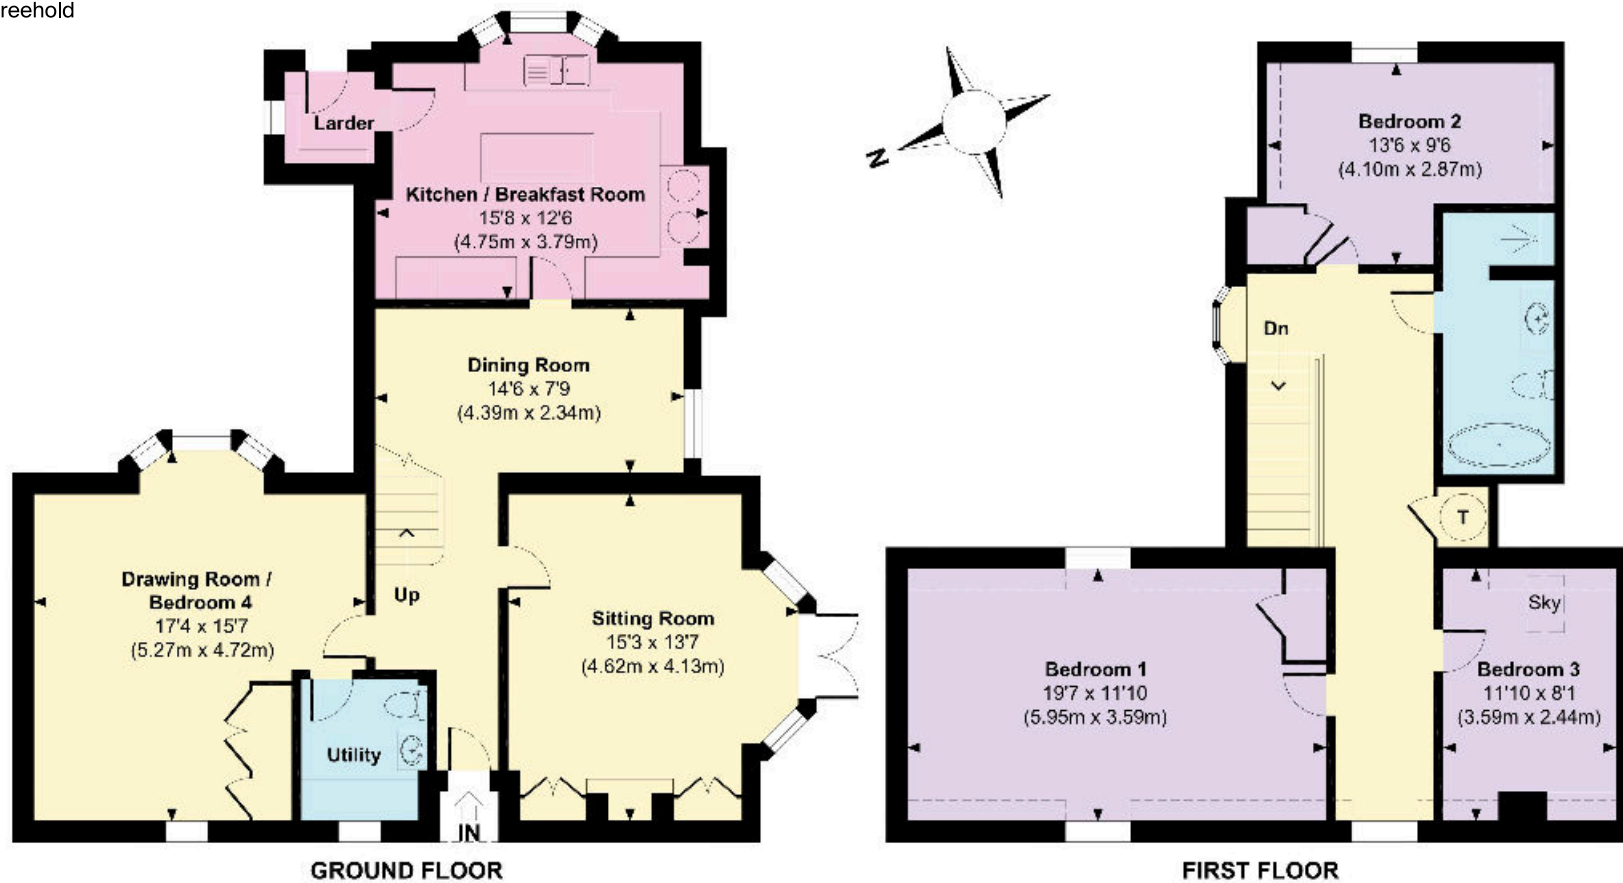 reehold
Larder
Kitchen / Breakfast Room
15'8 x 12'6
(4.75m x 3.79m)
Dining Room
14'6 x 7'9
(4.39m x 2.34m)
Drawing Room /
Bedroom 4
17'4 x 15'7
(5.27m x 4.72m)
Up
Sitting Room
15'3 x 13'7
(4.62m x 4.13m)
Utility
IN
GROUND FLOOR
N
Bedroom 2
13'6 x 9'6
(4.10m x 2.87m)
Dn
T
Sky
Bedroom 1
19'7 x 11'10
(5.95m x 3.59m)
Bedroom 3
11'10 x 8'1
(3.59m x 2.44m)
FIRST FLOOR